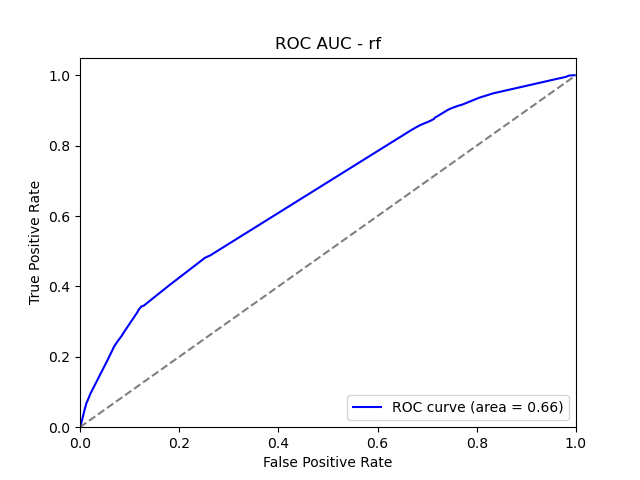 ROC AUC - rf
True Positive Rate
1.0
0.8
0.6
0.4
0.2
0.0
ROC curve (area = 0.66)
0.0 0.2 0.4 0.6 0.8 1.0
False Positive Rate